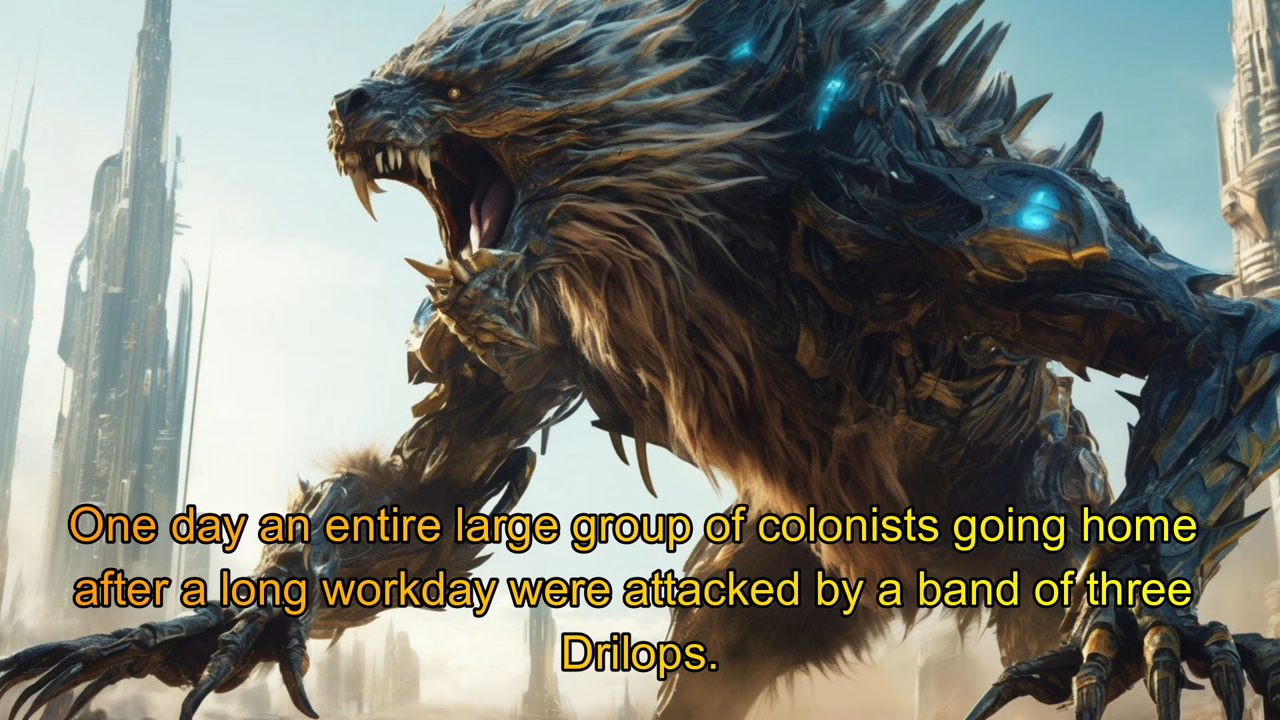 One day an entire large group of colonists going home
after a long workday were attacked by a band of three
Drilops.